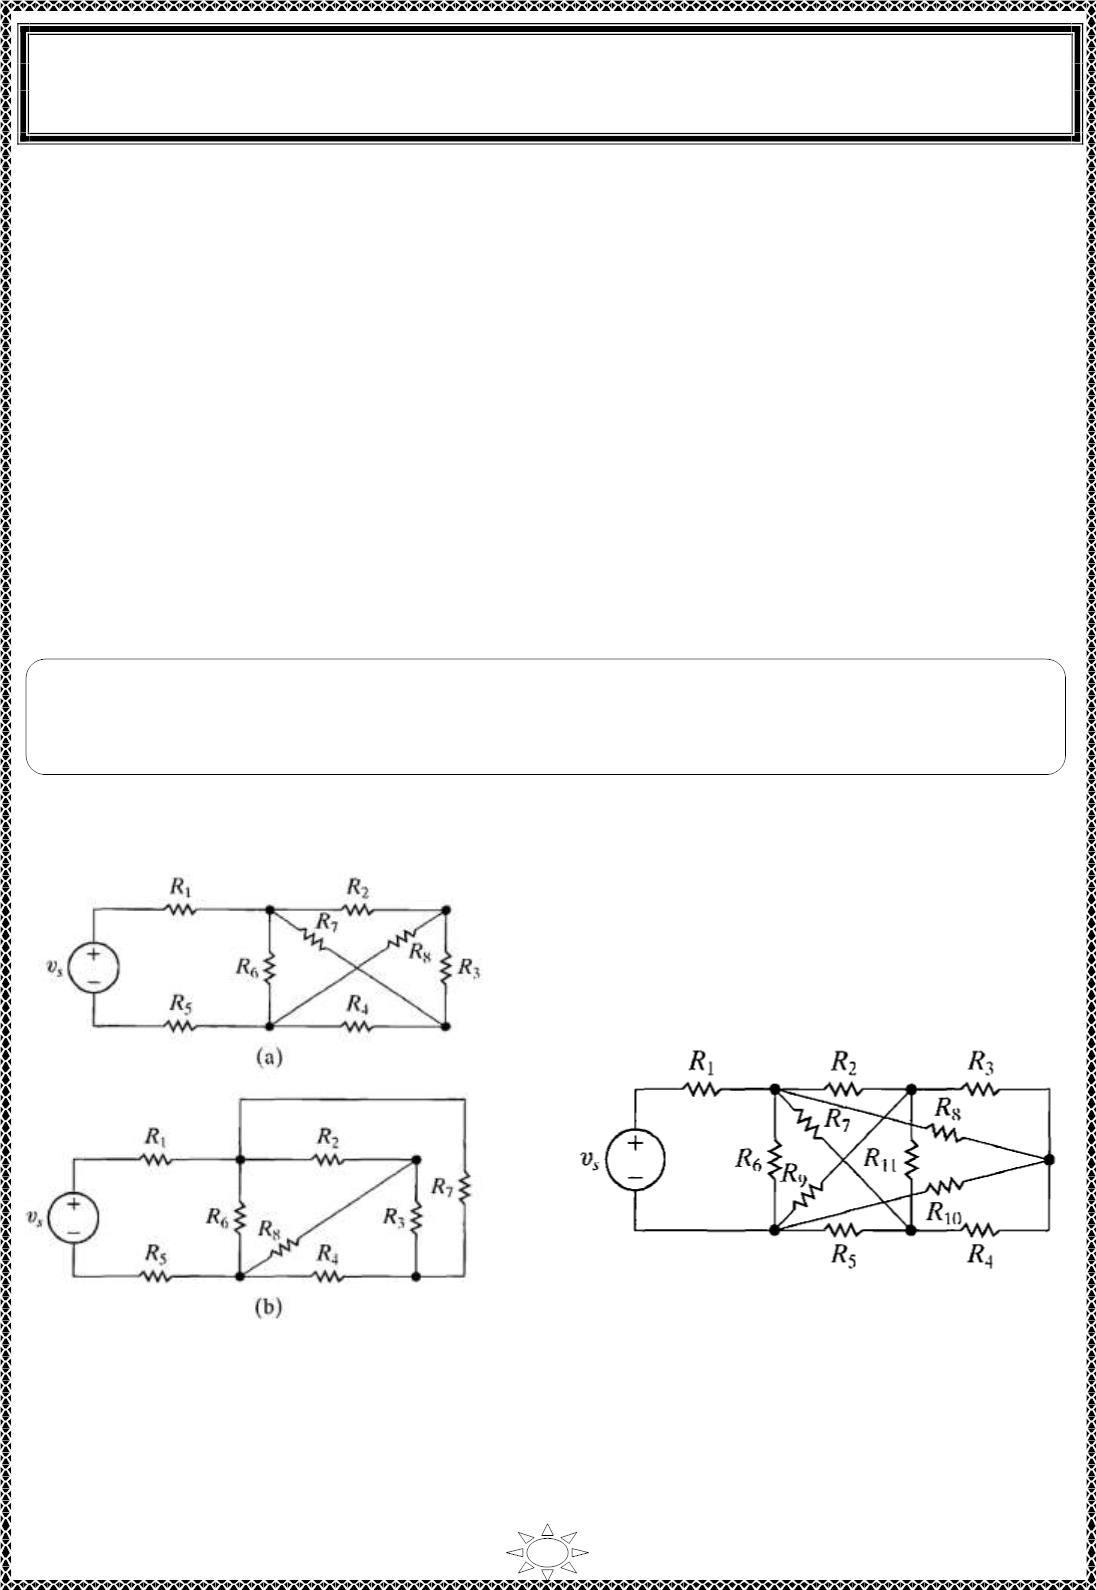 R1 R2
R7
+ vs − R6 R8 R3
R5 R4
(a)
R1 R2
R7
+ vs − R6 R8 R3
R5 R4
(b)
R1 R2 R3
R7 R8
+ vs − R6 R9 R11
R10
R5 R4